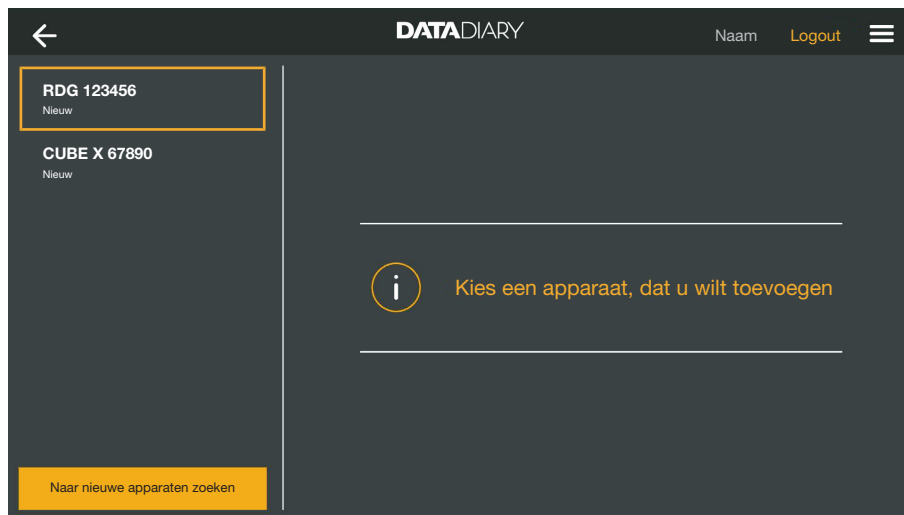 DATADIARY
Naam Logout
RDG 123456
Nieuw
CUBE X 67890
Nieuw
i Kies een apparaat, dat u wilt toevoegen
Naar nieuwe apparaten zoeken